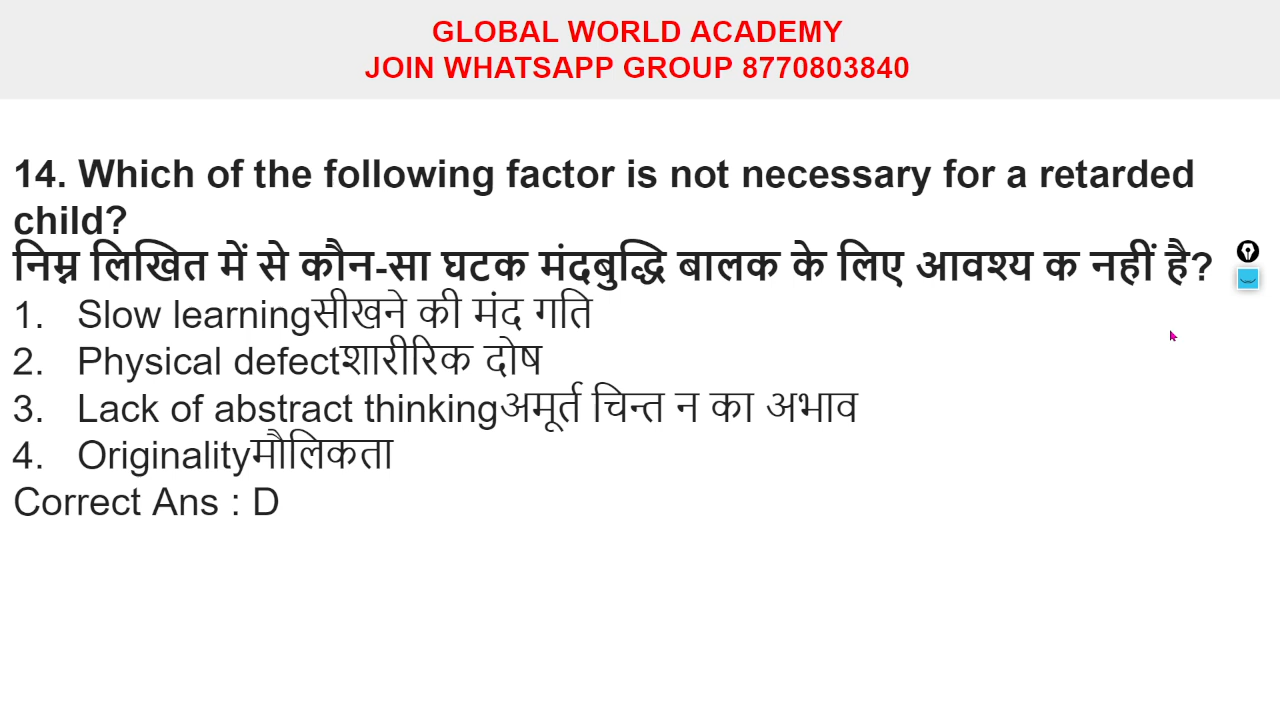 GLOBAL WORLD ACADEMY
JOIN WHATSAPP GROUP 8770803840
14. Which of the following factor is not necessary for a retarded
child?
निम्न लिखित में से कौन-सा घटक मंदबुद्धि बालक के लिए आवश्य क नहीं है?
1. Slow learningसीखने की मंद गति
2. Physical defectशारीरिक दोष
3. Lack of abstract thinkingअमूर्त चिन्त न का अभाव
4. Originalityमौलिकता
Correct Ans : D